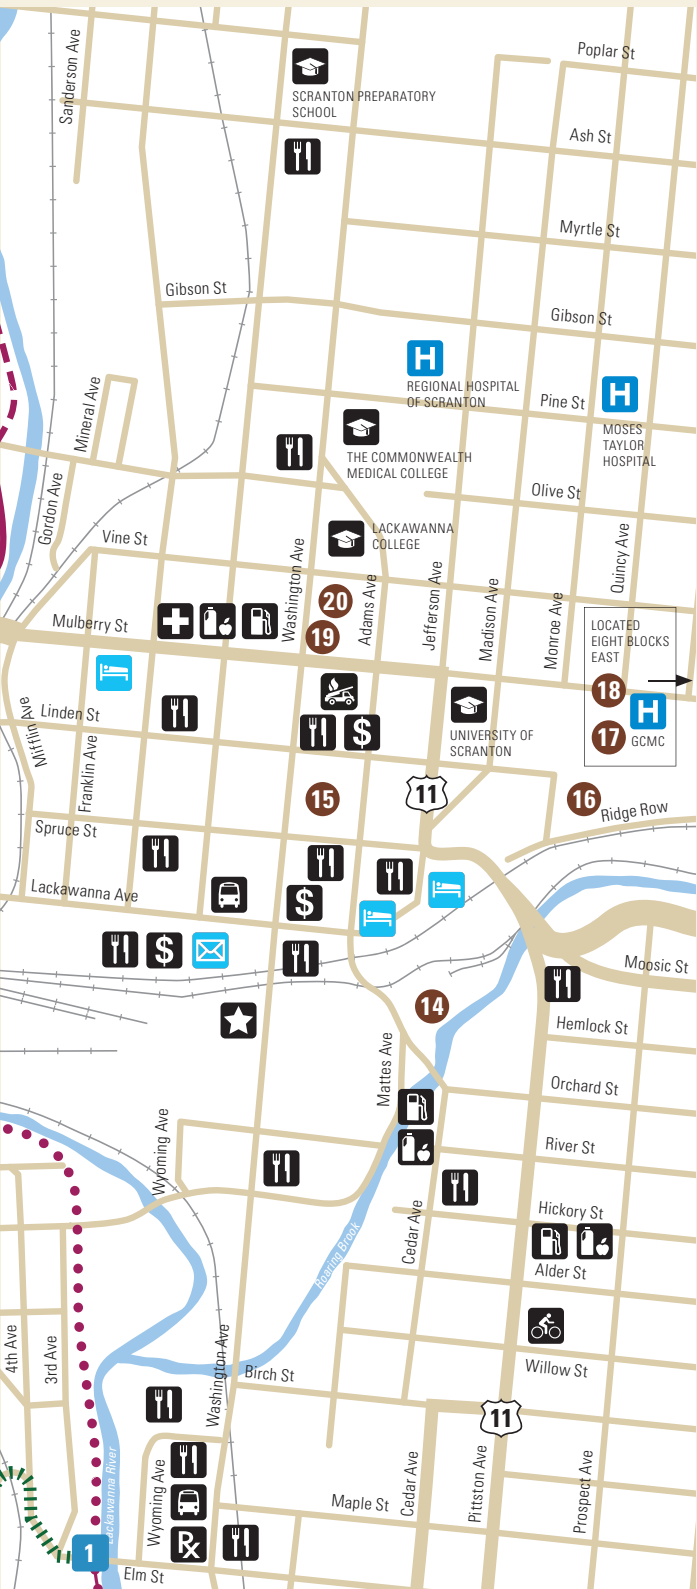 Sanderson Ave
Poplar St
SCRANTON PREPARATORY
SCHOOL
Ash St
Myrtle St
Gibson St
Gibson St
H
REGIONAL HOSPITAL
OF SCRANTON
Pine St
H
MOSES
TAYLOR
HOSPITAL
Mineral Ave
THE COMMONWEALTH
MEDICAL COLLEGE
Olive St
Gordon Ave
Vine St
LACKAWANNA
COLLEGE
Washington Ave
Adams Ave
Jefferson Ave
Madison Ave
Monroe Ave
Quincy Ave
20
19
Mulberry St
LOCATED
EIGHT BLOCKS
EAST
18
H
17
GCMC
Mifflin Ave
Linden St
$
UNIVERSITY OF
SCRANTON
Franklin Ave
15
11
16
Ridge Row
Spruce St
Lackawanna Ave
$
$
Moosic St
14
Hemlock St
Mattes Ave
Orchard St
Wyoming Ave
River St
Cedar Ave
Hickory St
Roaring Brook
Alder St
4th Ave
3rd Ave
Washington Ave
Willow St
Birch St
11
Lackawanna River
Wyoming Ave
Cedar Ave
Pittston Ave
Prospect Ave
Maple St
Rx
1
Elm St